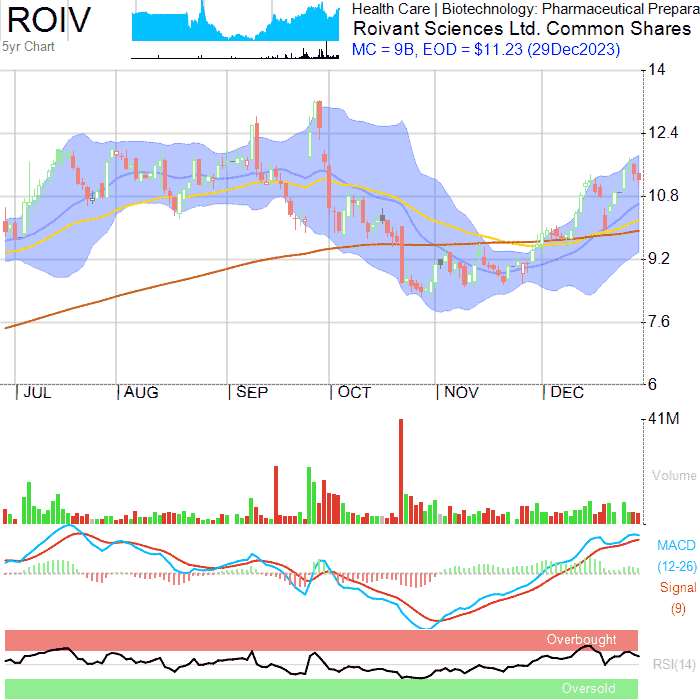 ROIV
5yr Chart
Health Care | Biotechnology: Pharmaceutical Prepara
Roivant Sciences Ltd. Common Shares
MC = 9B, EOD = $11.23 (29Dec2023)
14
12.4
10.8
9.2
7.6
6
JUL AUG SEP OCT NOV DEC
41M
Volume
MACD
(12-26)
Signal
(9)
Overbought
RSI(14)
Oversold